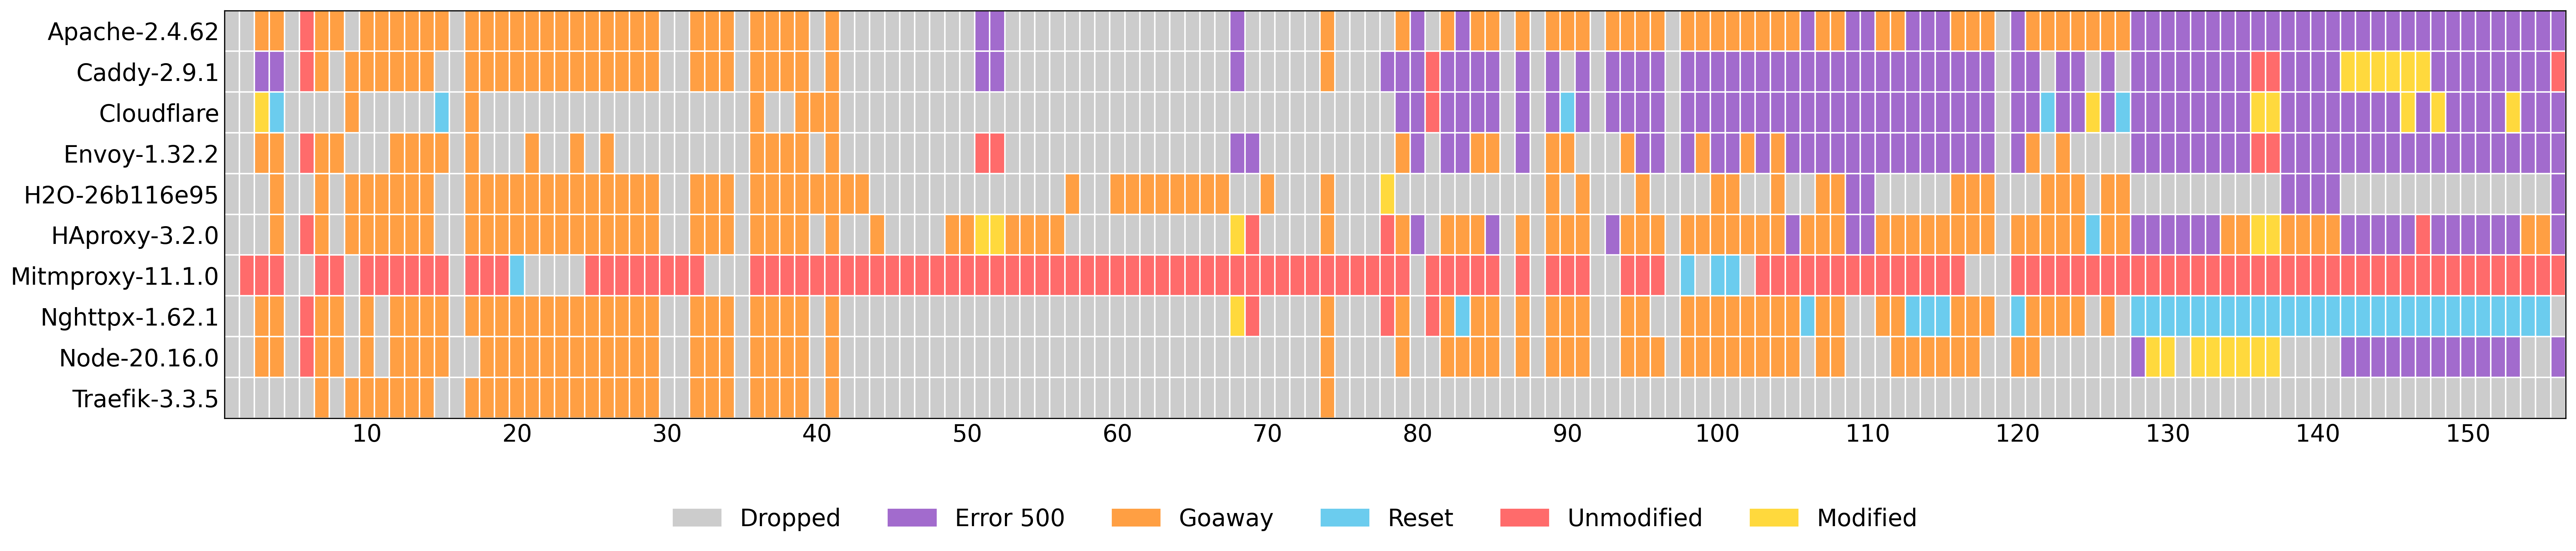 Apache-2.4.62
Caddy-2.9.1
Cloudflare
Envoy-1.32.2
H2O-26b116e95
HAproxy-3.2.0
Mitmproxy-11.1.0
Nghttpx-1.62.1
Node-20.16.0
Traefik-3.3.5
10 20 30 40 50 60 70 80 90 100 110 120 130 140 150
Dropped Error 500 Goaway Reset Unmodified Modified